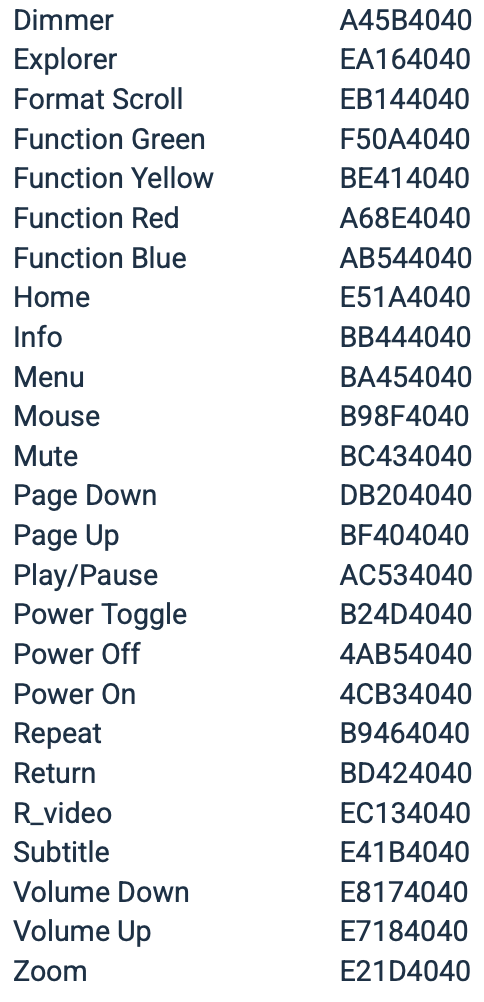 Dimmer A45B4040
Explorer EA164040
Format Scroll EB144040
Function Green F50A4040
Function Yellow BE414040
Function Red A68E4040
Function Blue AB544040
Home E51A4040
Info BB444040
Menu BA454040
Mouse B98F4040
Mute BC434040
Page Down DB204040
Page Up BF404040
Play/Pause AC534040
Power Toggle B24D4040
Power Off 4AB54040
Power On 4CB34040
Repeat B9464040
Return BD424040
R_video EC134040
Subtitle E41B4040
Volume Down E8174040
Volume Up E7184040
Zoom E21D4040